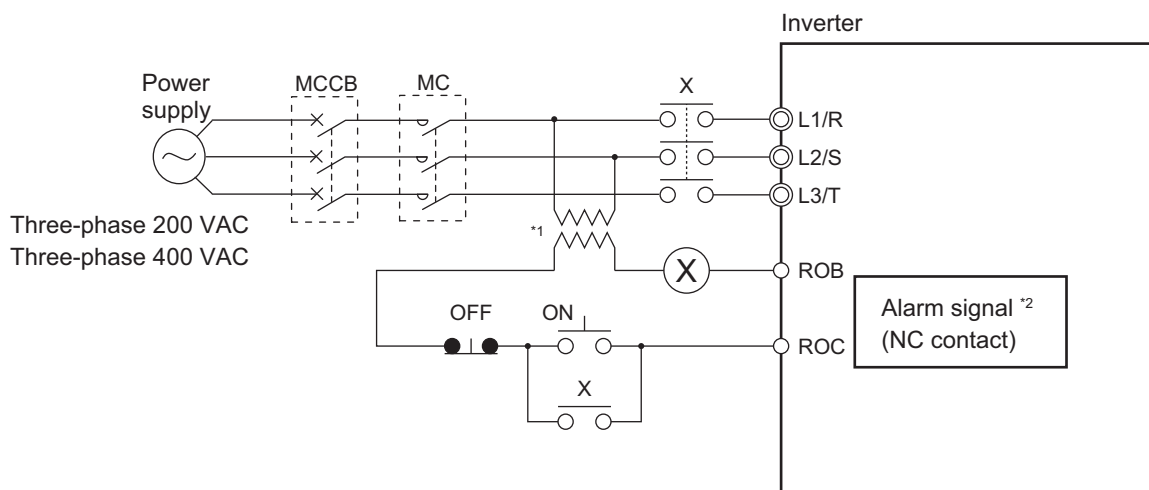 Inverter
Power
supply
MCCB
MC
X
L1/R
L2/S
L3/T
Three-phase 200 VAC
Three-phase 400 VAC
*1
X
ROB
Alarm signal *2
(NC contact)
OFF
ON
ROC
X